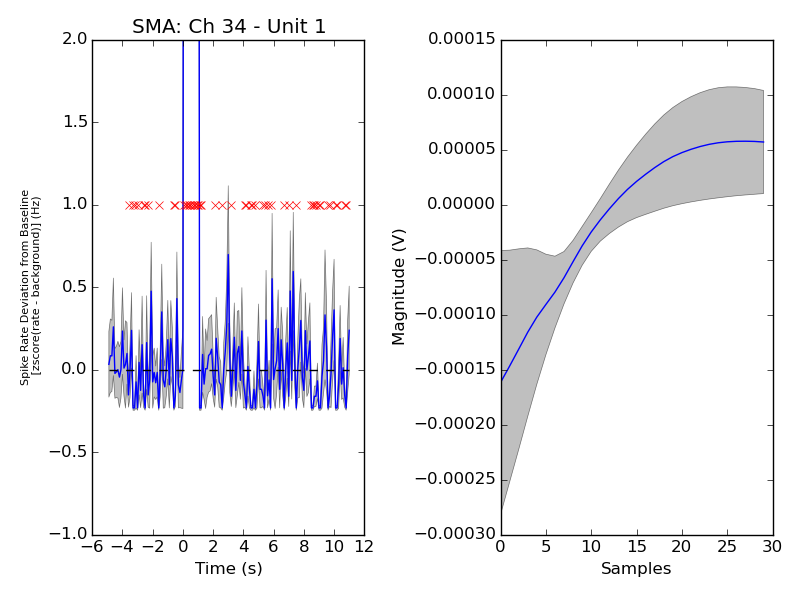 SMA: Ch 34 - Unit 1
Spike Rate Deviation from Baseline
[zscore(rate - background)] (Hz)
2.0
1.5
1.0
0.5
0.0
−0.5
−1.0
−6 −4 −2 0 2 4 6 8 10 12
Time (s)
Magnitude (V)
0.00015
0.00010
0.00005
0.00000
−0.00005
−0.00010
−0.00015
−0.00020
−0.00025
−0.00030
0 5 10 15 20 25 30
Samples